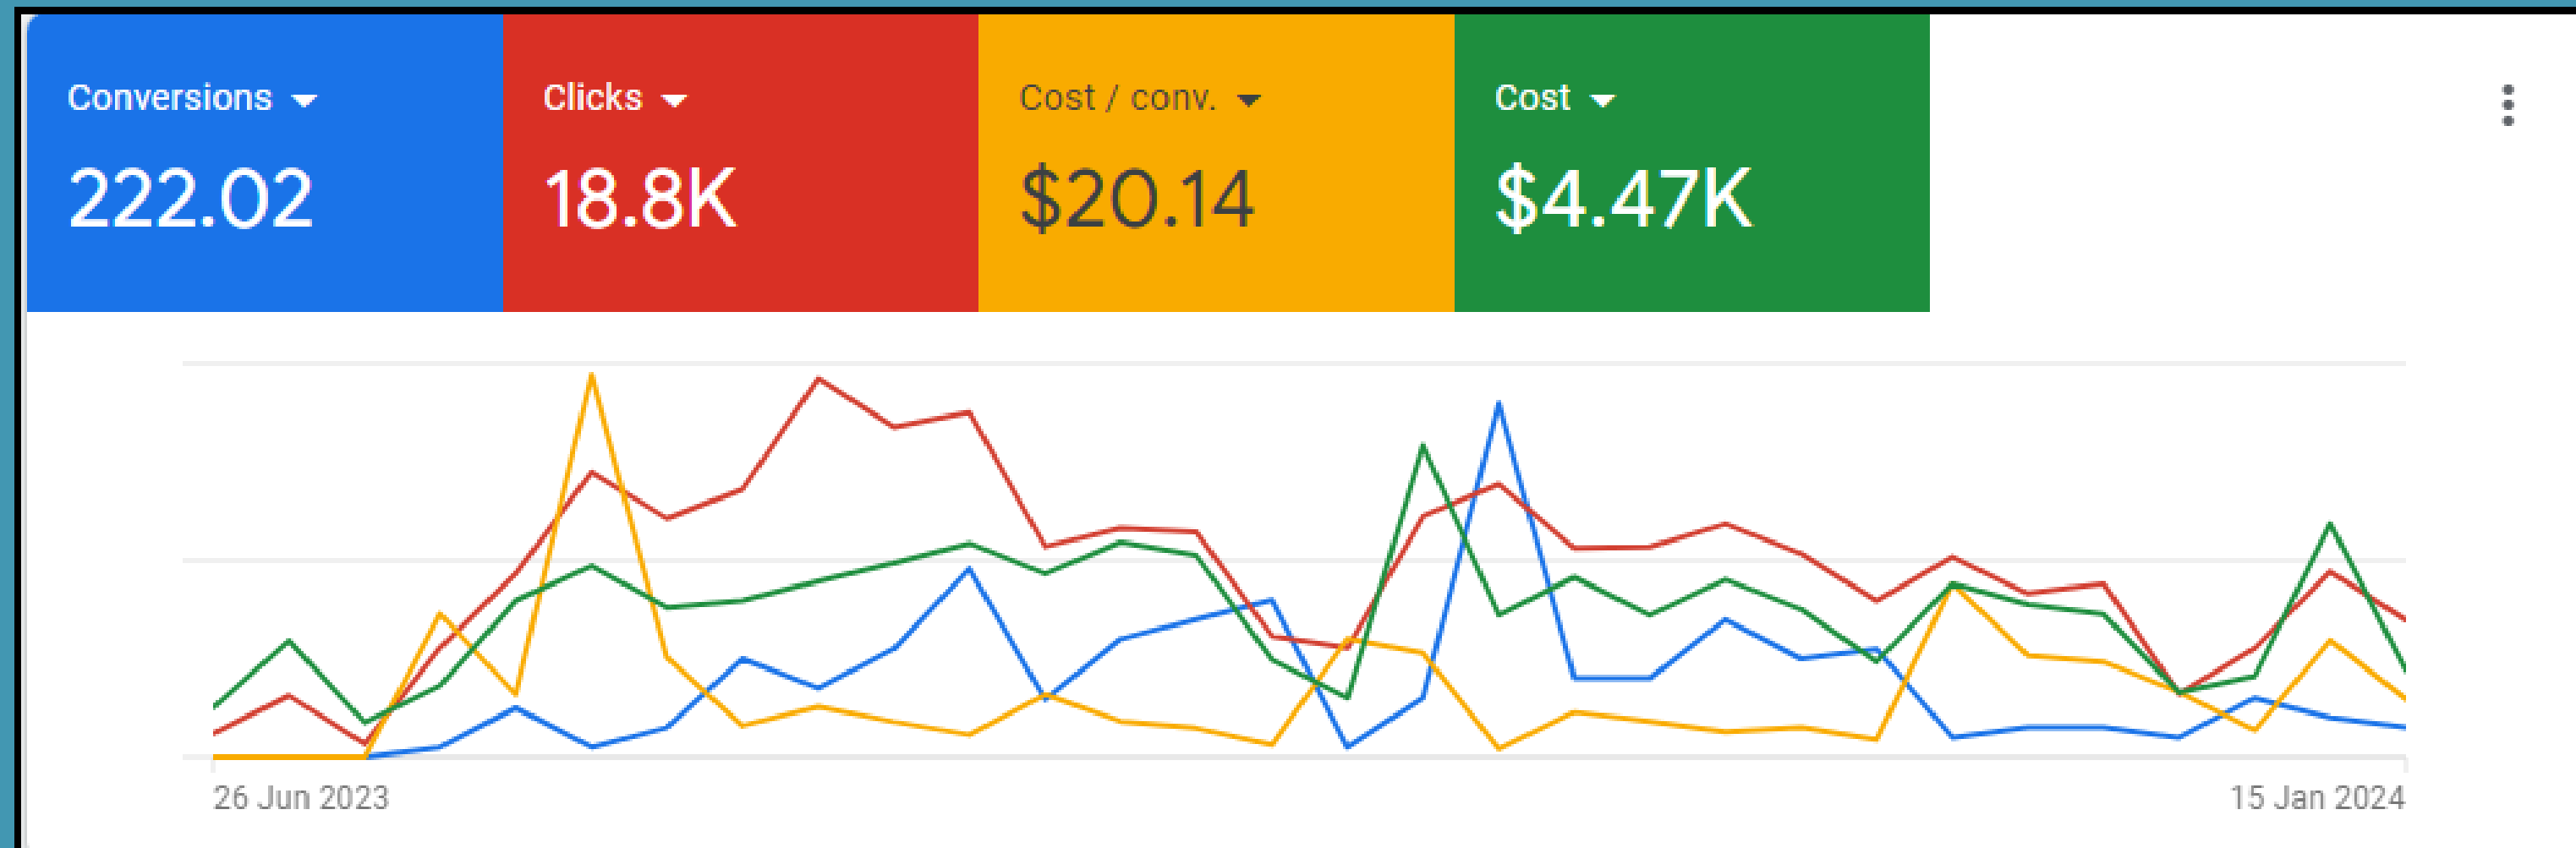 Conversions Clicks Cost / conv. Cost
222.02 18.8K $20.14 $4.47K
26 Jun 2023 15 Jan 2024